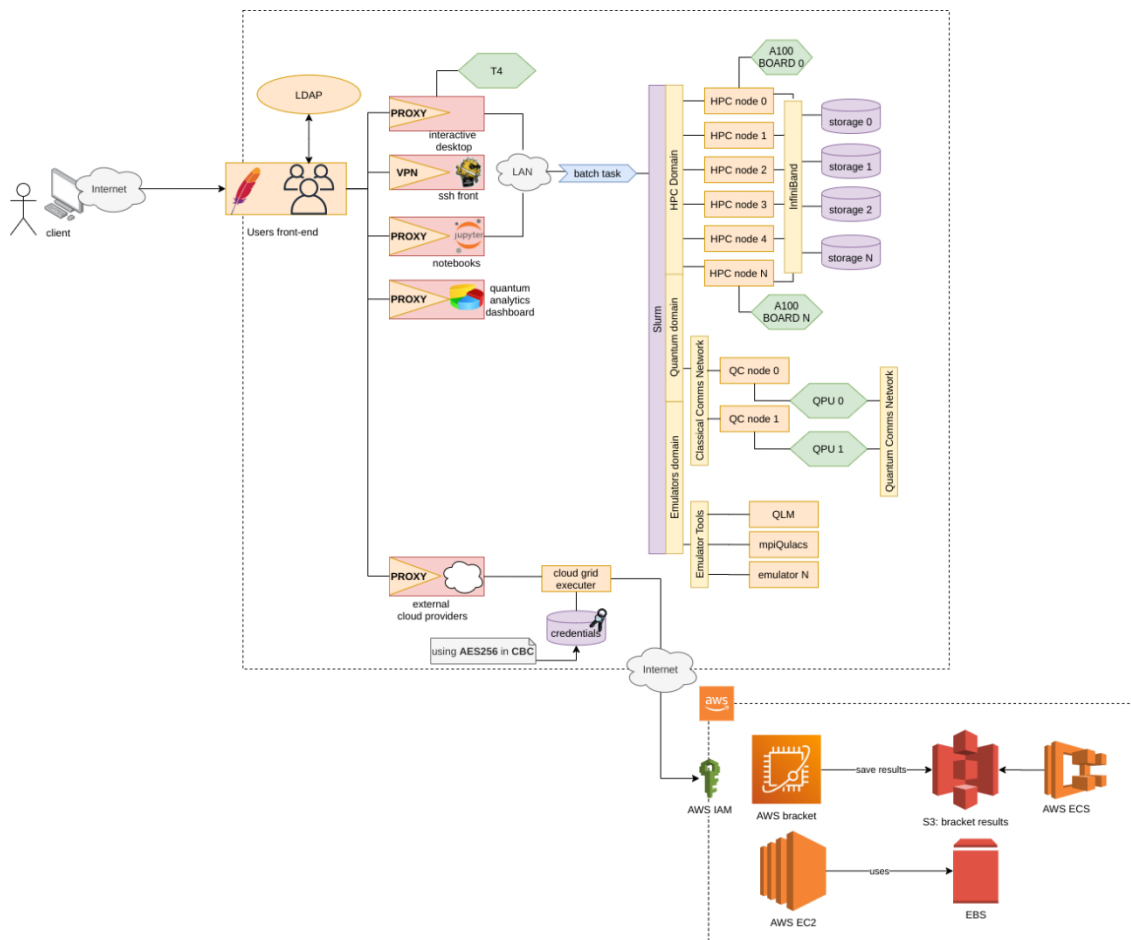 A100
BOARD 0
T4
LDAP
HPC node 0
PROXY
storage 0
interactive
desktop
HPC node 1
LAN
VPN
batch task
storage 1
HPC node 2
Internet
ssh front
HPC Domain
InfiniBand
HPC node 3
storage 2
client
Users front-end
PROXY
jupyter
HPC node 4
notebooks
storage N
HPC node N
PROXY
quantum
analytics
dashboard
A100
BOARD N
Slurm
Quantum domain
Classical Comms Network
QC node 0
QPU 0
Quantum Comms Network
QC node 1
QPU 1
Emulators domain
Emulator Tools
QLM
mpiQulacs
emulator N
PROXY
cloud grid
executer
external
cloud providers
credentials
using AES256 in CBC
Internet
aws
save results
AWS IAM
AWS bracket
S3: bracket results
AWS ECS
uses
AWS EC2
EBS